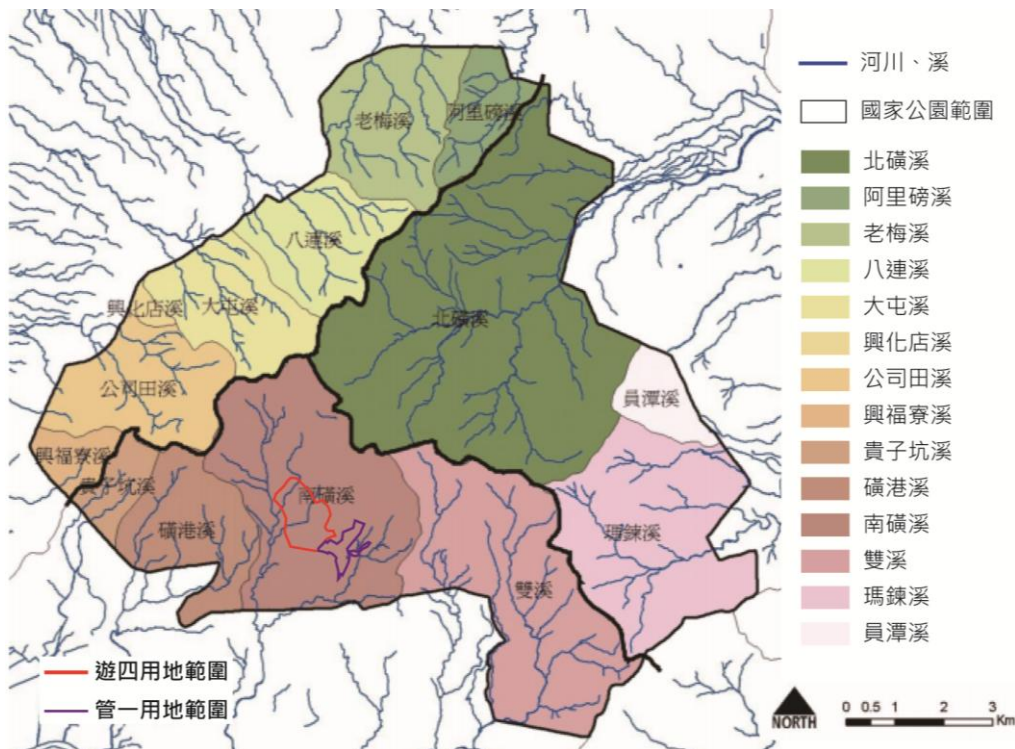 老梅溪
阿里磅溪
八連溪
興化店溪
大屯溪
北磺溪
公司田溪
員潭溪
興福寮溪
貴子坑溪
磺港溪
南磺溪
瑪鍊溪
雙溪
遊四用地範圍
管一用地範圍
河川、溪
國家公園範圍
北磺溪
阿里磅溪
老梅溪
八連溪
大屯溪
興化店溪
公司田溪
興福寮溪
貴子坑溪
磺港溪
南磺溪
雙溪
瑪鍊溪
員潭溪
NORTH
0 0.5 1 2 3
Km